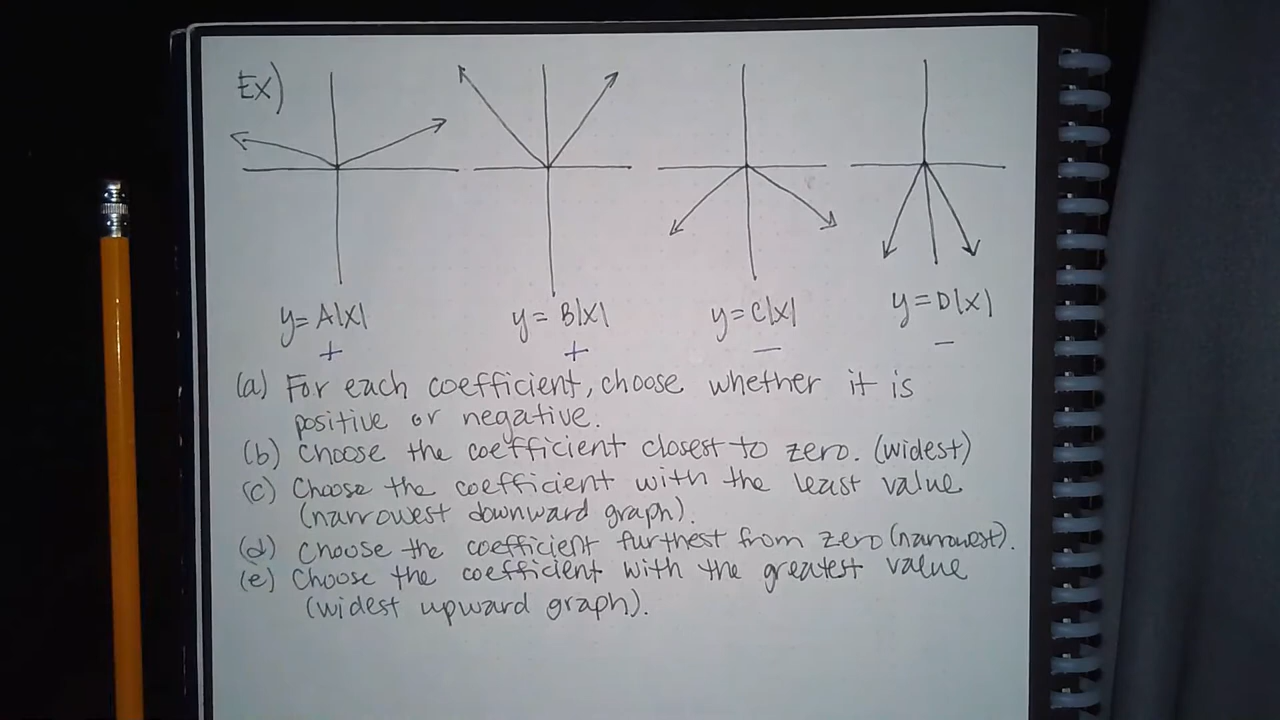 Ex)
y=A|x| y=B|x| y=C|x| y=D|x|
+ + − −
(a) For each coefficient, choose whether it is
positive or negative.
(b) Choose the coefficient closest to zero. (widest)
(c) Choose the coefficient with the least value
(narrowest downward graph).
(d) Choose the coefficient furthest from zero (narrowest).
(e) Choose the coefficient with the greatest value
(widest upward graph).